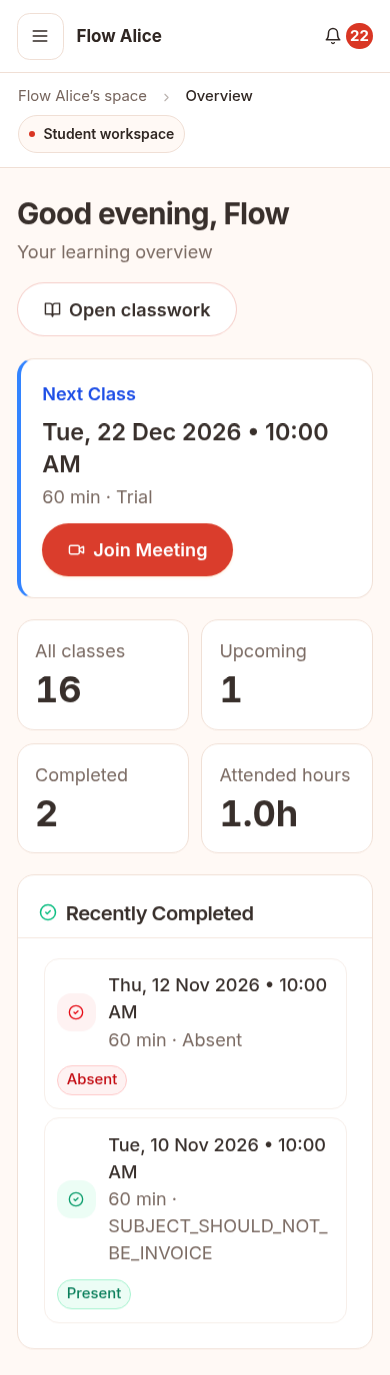 Flow Alice
22
Flow Alice's space > Overview
Student workspace
Good evening, Flow
Your learning overview
Open classwork
Next Class
Tue, 22 Dec 2026 • 10:00
AM
60 min · Trial
Join Meeting
All classes
16
Upcoming
1
Completed
2
Attended hours
1.0h
Recently Completed
Thu, 12 Nov 2026 • 10:00
AM
60 min · Absent
Absent
Tue, 10 Nov 2026 • 10:00
AM
60 min ·
SUBJECT_SHOULD_NOT_
BE_INVOICE
Present